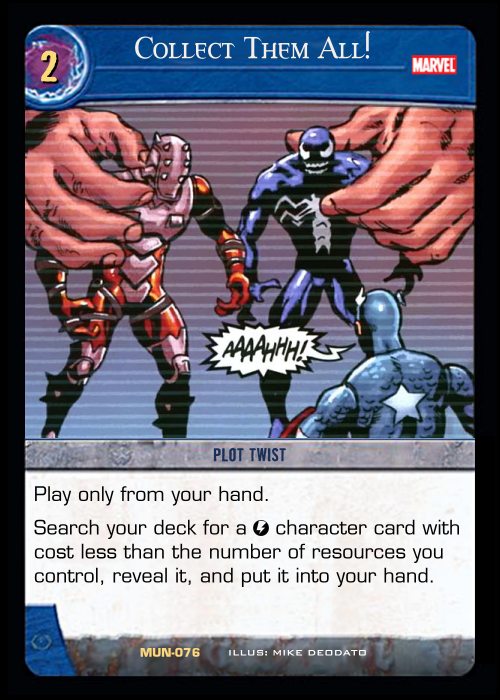 2
Collect Them All!
MARVEL
AAAAHHH!
PLOT TWIST
Play only from your hand.
Search your deck for a character card with
cost less than the number of resources you
control, reveal it, and put it into your hand.
MUN-076 ILLUS: MIKE DEODATO